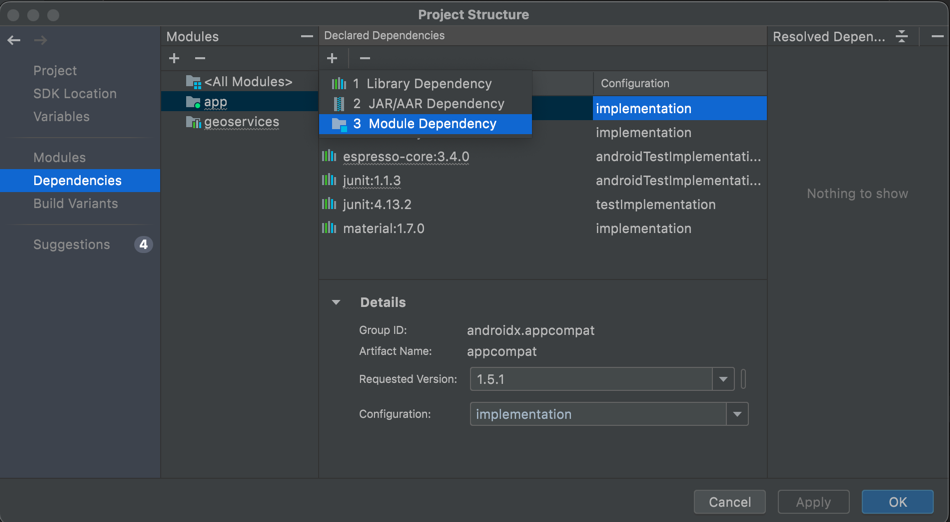 Project Structure
Project
SDK Location
Variables
Modules
Dependencies
Build Variants
Suggestions 4
Modules
<All Modules>
app
geoservices
Declared Dependencies
1 Library Dependency
2 JAR/AAR Dependency
3 Module Dependency
Configuration
implementation
implementation
espresso-core:3.4.0 androidTestImplementati...
junit:1.1.3 androidTestImplementati...
junit:4.13.2 testImplementation
material:1.7.0 implementation
Details
Group ID: androidx.appcompat
Artifact Name: appcompat
Requested Version: 1.5.1
Configuration: implementation
Resolved Depen...
Nothing to show
Cancel Apply OK